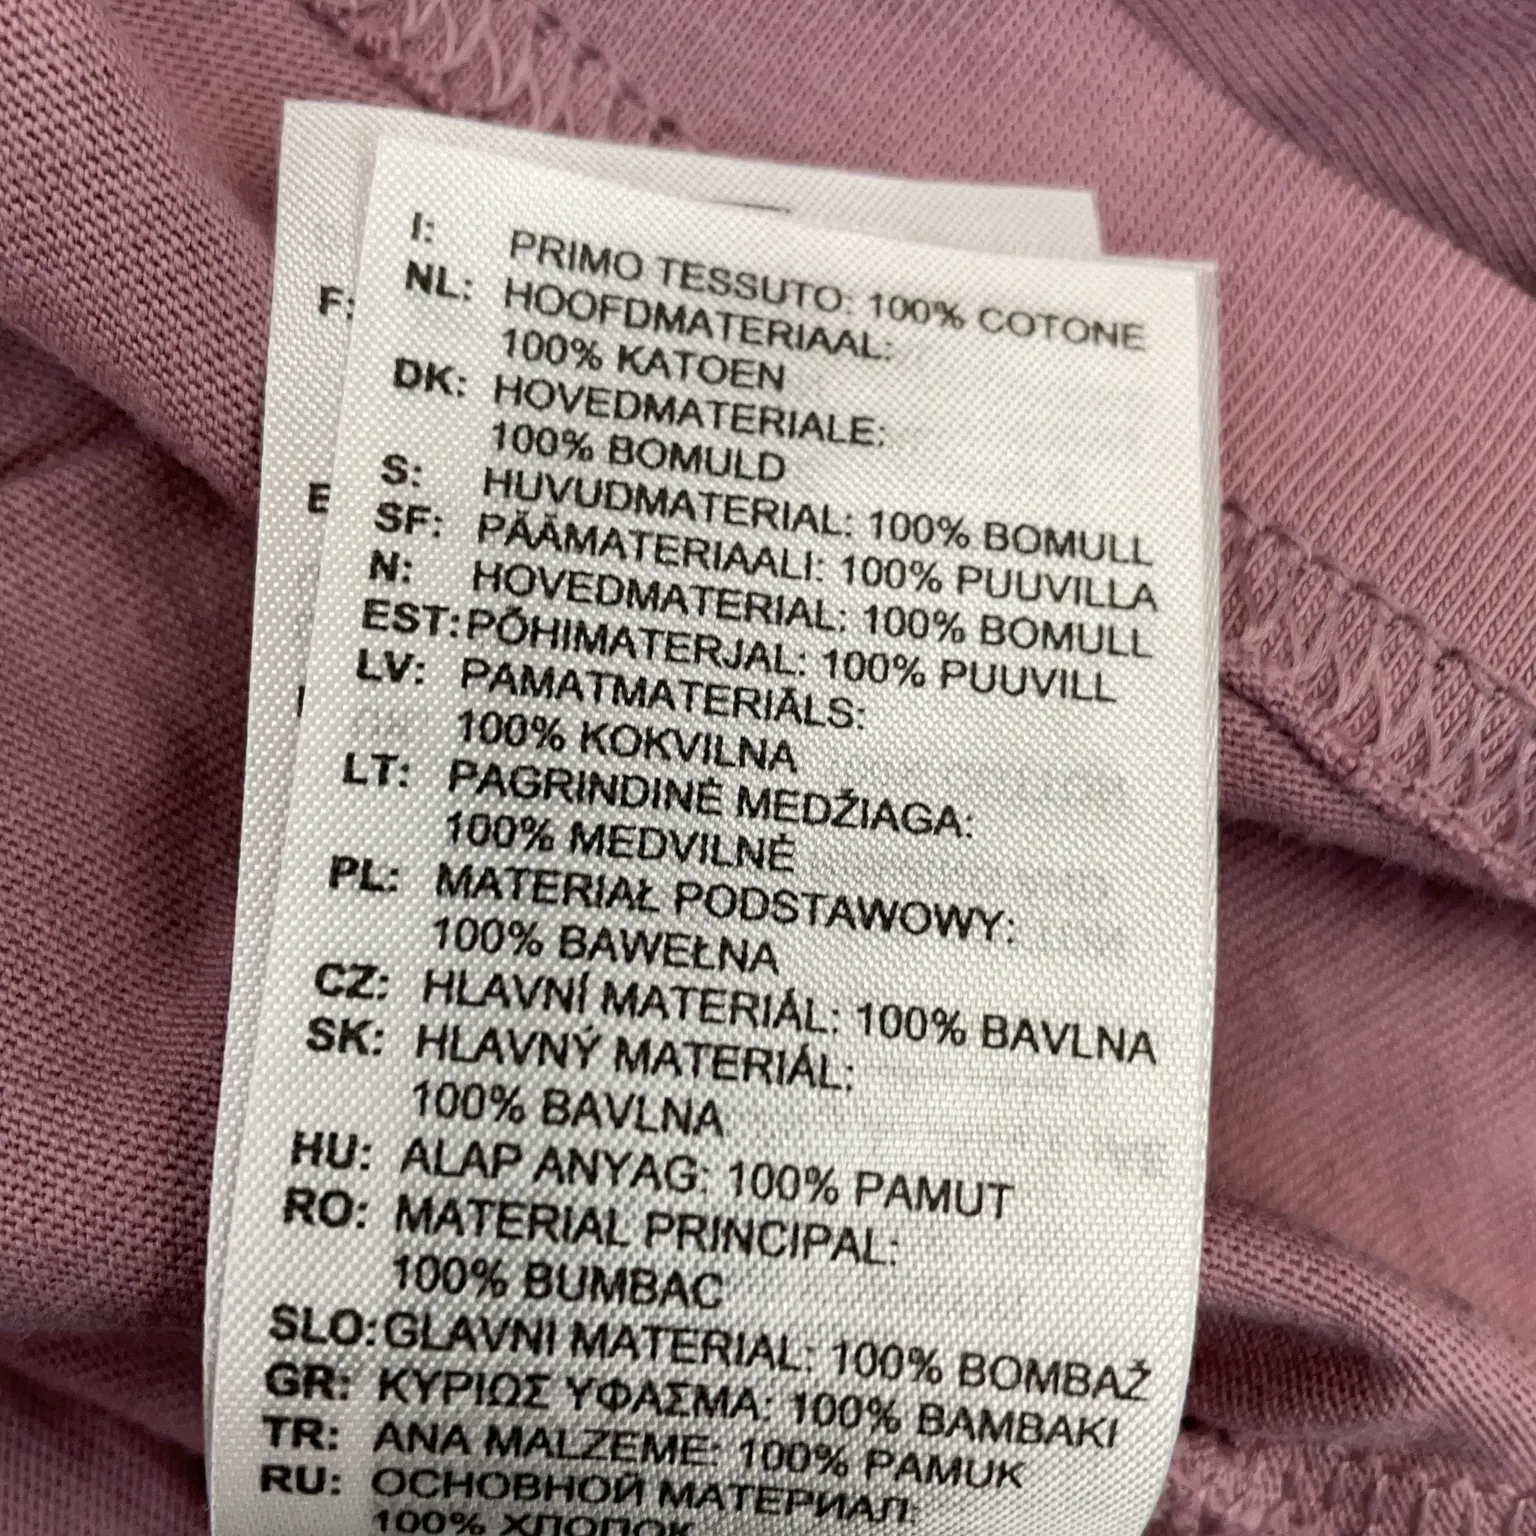 I: PRIMO TESSUTO: 100% COTONE
NL: HOOFDMATERIAAL:
100% KATOEN
DK: HOVEDMATERIALE:
100% BOMULD
S: HUVUDMATERIAL: 100% BOMULL
SF: PÄÄMATERIAALI: 100% PUUVILLA
N: HOVEDMATERIAL: 100% BOMULL
EST: PÕHIMATERJAL: 100% PUUVILL
LV: PAMATMATERIĀLS:
100% KOKVILNA
LT: PAGRINDINĖ MEDŽIAGA:
100% MEDVILNĖ
PL: MATERIAŁ PODSTAWOWY:
100% BAWEŁNA
CZ: HLAVNÍ MATERIÁL: 100% BAVLNA
SK: HLAVNÝ MATERIÁL:
100% BAVLNA
HU: ALAP ANYAG: 100% PAMUT
RO: MATERIAL PRINCIPAL:
100% BUMBAC
SLO: GLAVNI MATERIAL: 100% BOMBAŽ
GR: ΚΥΡΙΩΣ ΥΦΑΣΜΑ: 100% ΒΑΜΒΑΚΙ
TR: ANA MALZEME: 100% PAMUK
RU: ОСНОВНОЙ МАТЕРИАЛ:
100% ХЛОПОК
F:
E